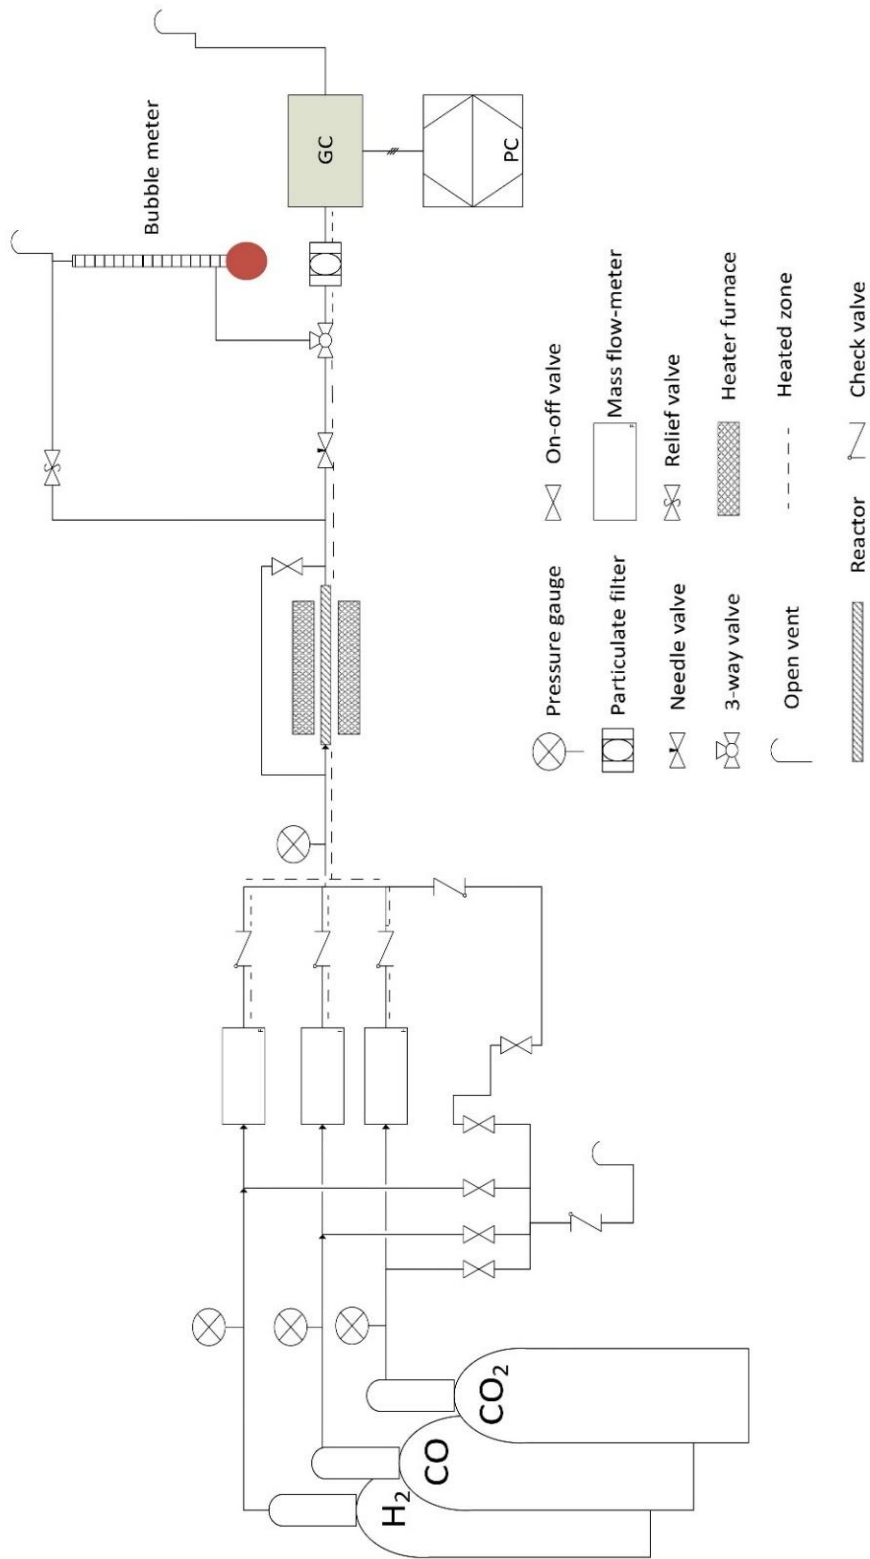 H₂
CO
CO₂
Bubble meter
GC
PC
Pressure gauge
On-off valve
Particulate filter
Mass flow-meter
Needle valve
Relief valve
3-way valve
Heater furnace
Open vent
Heated zone
Reactor
Check valve